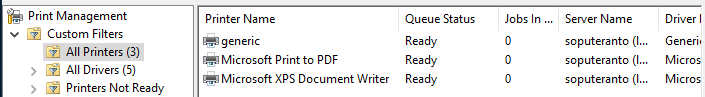 Print Management
Custom Filters
All Printers (3)
All Drivers (5)
Printers Not Ready
Printer Name Queue Status Jobs In ... Server Name Driver
generic Ready 0 soputeranto (l... Generi
Microsoft Print to PDF Ready 0 soputeranto (l... Micros
Microsoft XPS Document Writer Ready 0 soputeranto (l... Micros